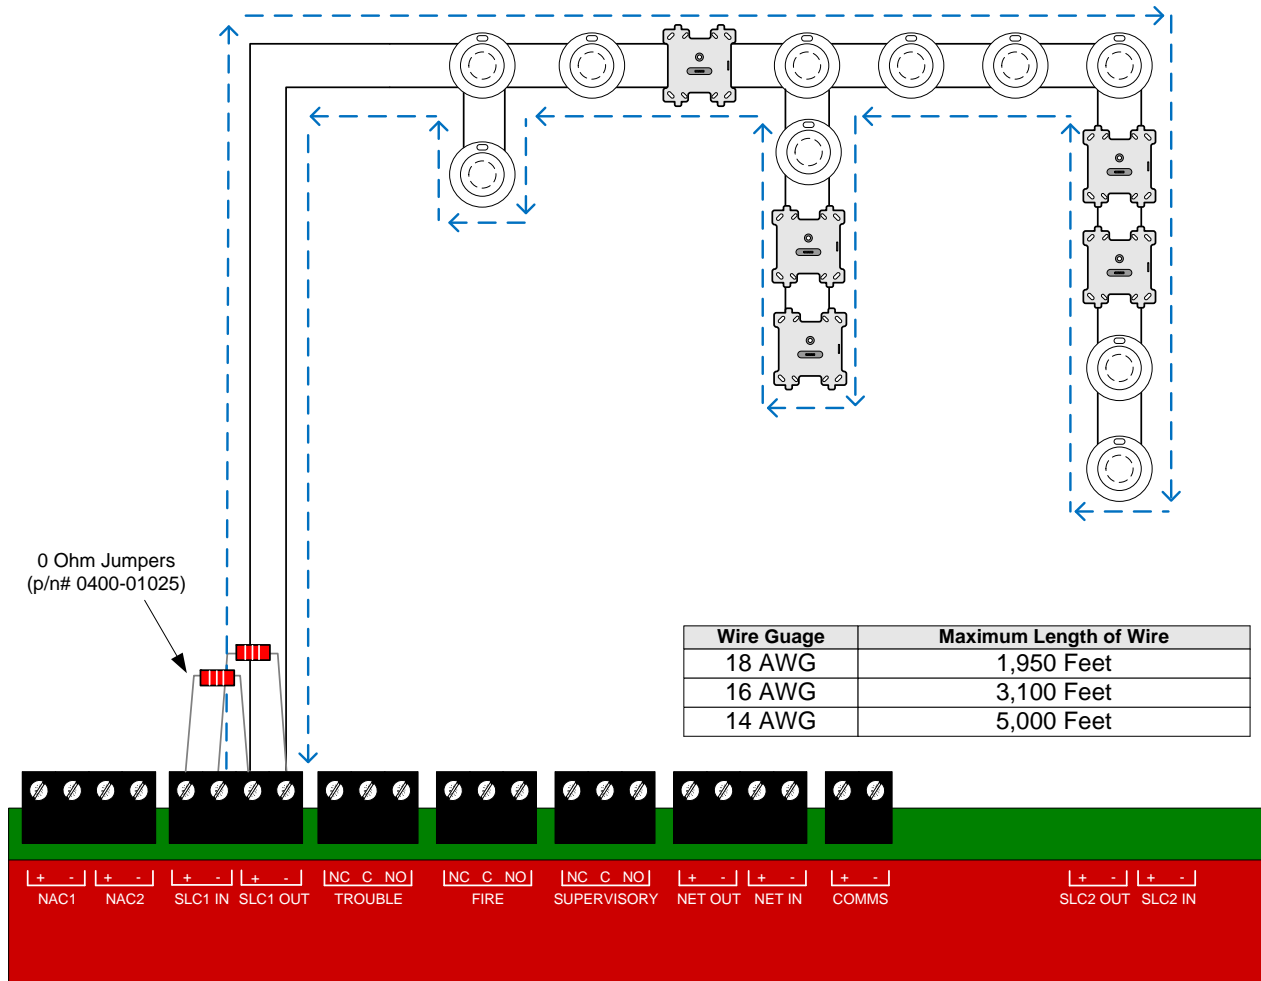 0 Ohm Jumpers
(p/n# 0400-01025)
Wire Guage Maximum Length of Wire
18 AWG 1,950 Feet
16 AWG 3,100 Feet
14 AWG 5,000 Feet
+ - + - + - + - NC C NO NC C NO NC C NO + - + - + - + - + -
NAC1 NAC2 SLC1 IN SLC1 OUT TROUBLE FIRE SUPERVISORY NET OUT NET IN COMMS SLC2 OUT SLC2 IN